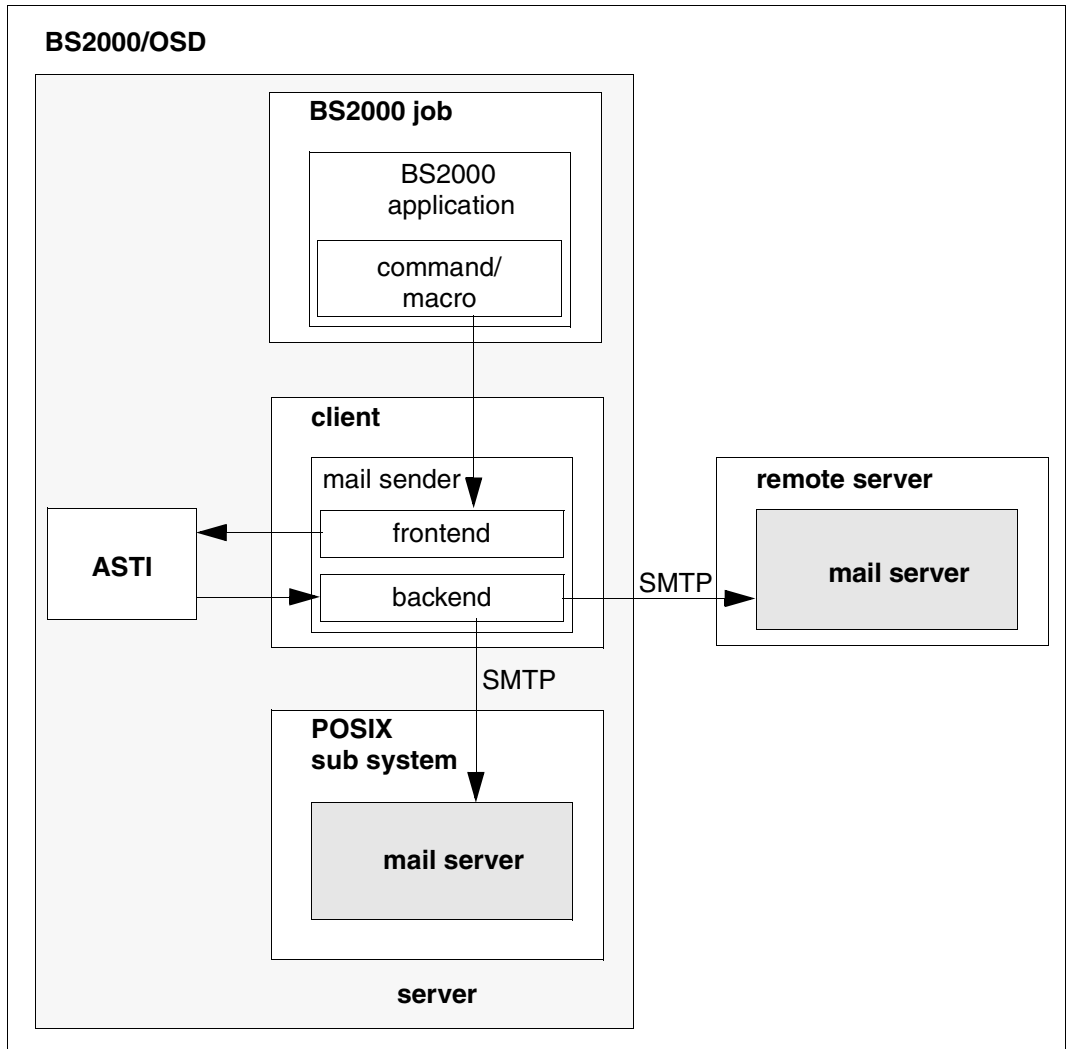 BS2000/OSD
BS2000 job
BS2000
application
command/
macro
client
mail sender
frontend
backend
ASTI
SMTP
remote server
mail server
SMTP
POSIX
sub system
mail server
server